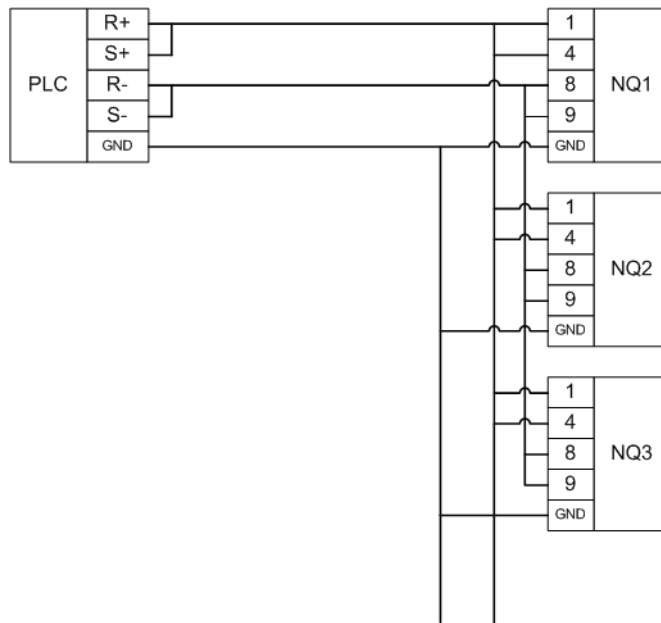 PLC
R+
S+
R-
S-
GND
1
4
8
9
GND
NQ1
1
4
8
9
GND
NQ2
1
4
8
9
GND
NQ3